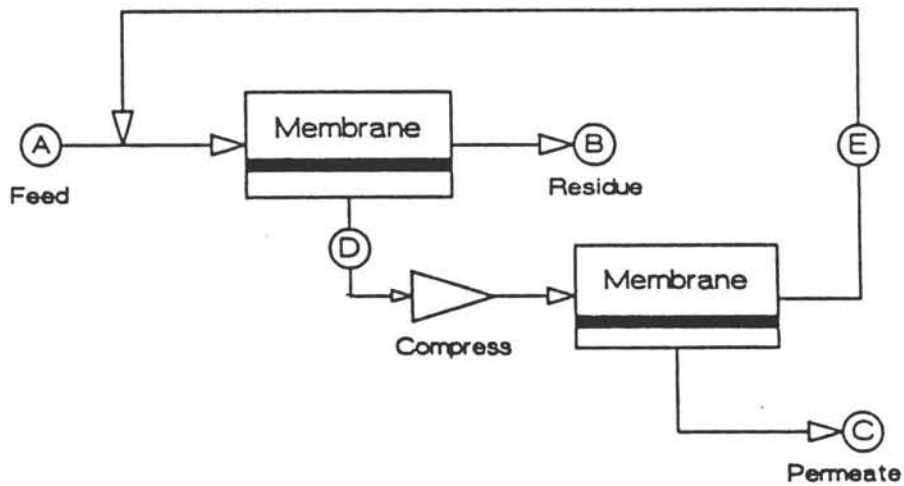 Membrane
A
B
E
Feed
Residue
D
Membrane
Compress
C
Permeate